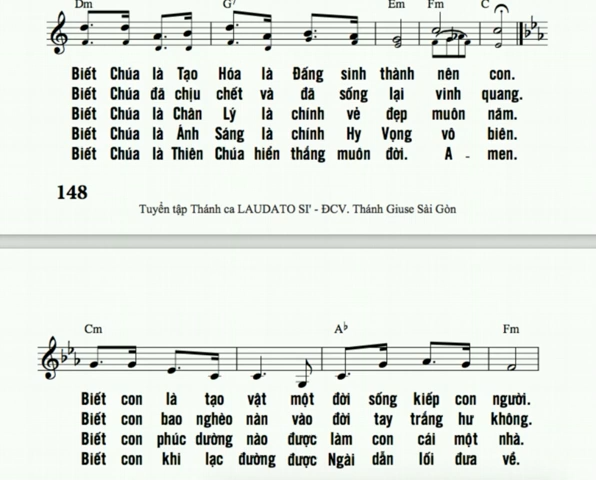 Dm G7 Em Fm C
Biết Chúa là Tạo Hóa là Đấng sinh thành nên con.
Biết Chúa đã chịu chết và đã sống lại vinh quang.
Biết Chúa là Chân Lý là chính vẻ đẹp muôn năm.
Biết Chúa là Ánh Sáng là chính Hy Vọng vô biên.
Biết Chúa là Thiên Chúa hiển thắng muôn đời. A - men.
148
Tuyển tập Thánh ca LAUDATO SI' - ĐCV. Thánh Giuse Sài Gòn
Cm A♭ Fm
Biết con là tạo vật một đời sống kiếp con người.
Biết con bao nghèo nàn vào đời tay trắng hư không.
Biết con phúc dường nào được làm con cái một nhà.
Biết con khi lạc đường được Ngài dẫn lối đưa về.